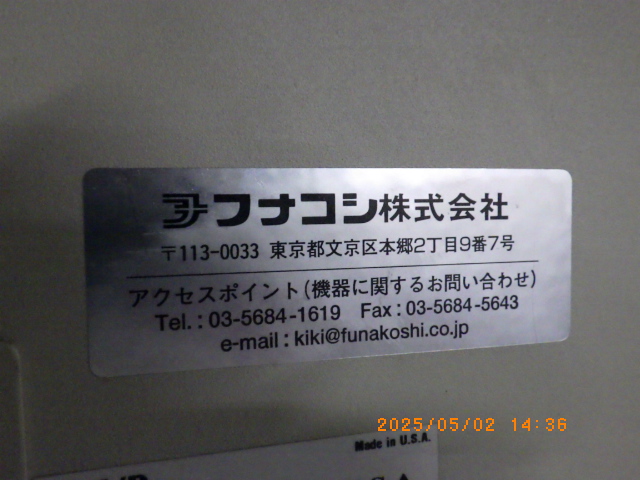 フナコシ株式会社
〒113-0033 東京都文京区本郷2丁目9番7号
アクセスポイント(機器に関するお問い合わせ)
Tel.: 03-5684-1619 Fax: 03-5684-5643
e-mail: kiki@funakoshi.co.jp
2025/05/02 14:36
Made in U.S.A.